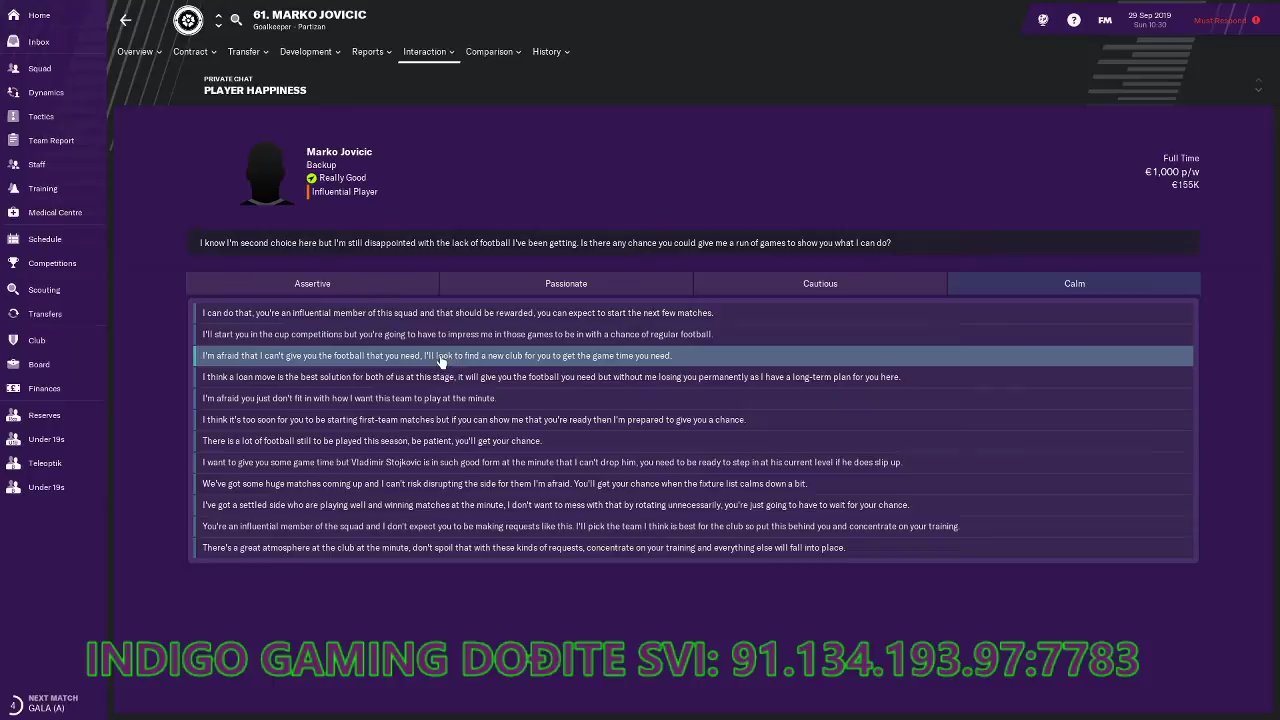 Home
Inbox
Squad
Dynamics
Tactics
Team Report
Staff
Training
Medical Centre
Schedule
Competitions
Scouting
Transfers
Club
Board
Finances
Reserves
Under 19s
Teleoptik
Under 19s
NEXT MATCH
GALA (A)
61. MARKO JOVICIC
Goalkeeper - Partizan
FM
29 Sep 2019
Sun 10:30
Must Respond
Overview
Contract
Transfer
Development
Reports
Interaction
Comparison
History
PRIVATE CHAT
PLAYER HAPPINESS
Marko Jovicic
Backup
Really Good
Influential Player
Full Time
€1,000 p/w
€155K
I know I'm second choice here but I'm still disappointed with the lack of football I've been getting. Is there any chance you could give me a run of games to show you what I can do?
Assertive
Passionate
Cautious
Calm
I can do that, you're an influential member of this squad and that should be rewarded, you can expect to start the next few matches.
I'll start you in the cup competitions but you're going to have to impress me in those games to be in with a chance of regular football.
I'm afraid that I can't give you the football that you need, I'll look to find a new club for you to get the game time you need.
I think a loan move is the best solution for both of us at this stage, it will give you the football you need but without me losing you permanently as I have a long-term plan for you here.
I'm afraid you just don't fit in with how I want this team to play at the minute.
I think it's too soon for you to be starting first-team matches but if you can show me that you're ready then I'm prepared to give you a chance.
There is a lot of football still to be played this season, be patient, you'll get your chance.
I want to give you some game time but Vladimir Stojkovic is in such good form at the minute that I can't drop him, you need to be ready to step in at his current level if he does slip up.
We've got some huge matches coming up and I can't risk disrupting the side for them I'm afraid. You'll get your chance when the fixture list calms down a bit.
I've got a settled side who are playing well and winning matches at the minute, I don't want to mess with that by rotating unnecessarily, you're just going to have to wait for your chance.
You're an influential member of the squad and I don't expect you to be making requests like this. I'll pick the team I think is best for the club so put this behind you and concentrate on your training.
There's a great atmosphere at the club at the minute, don't spoil that with these kinds of requests, concentrate on your training and everything else will fall into place.
INDIGO GAMING DOĐITE SVI: 91.134.193.97:7783